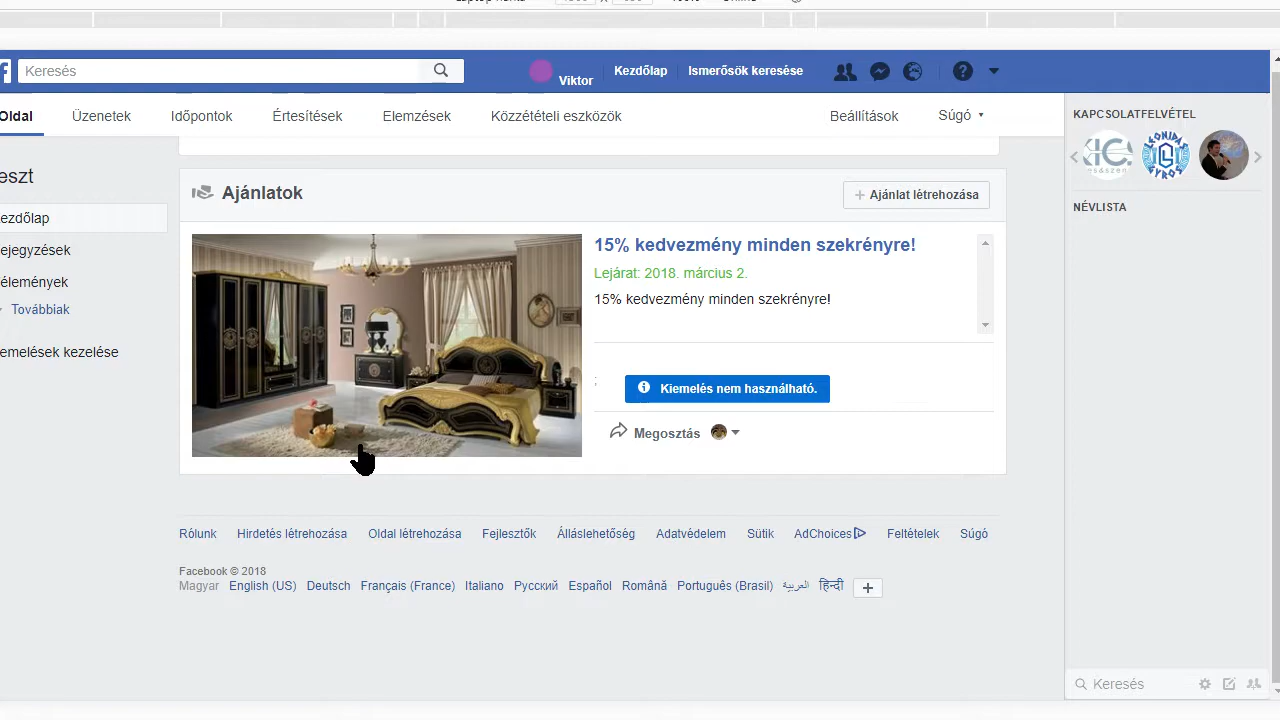 Keresés
Viktor
Kezdőlap
Ismerősök keresése
Oldal
Üzenetek
Időpontok
Értesítések
Elemzések
Közzétételi eszközök
Beállítások
Súgó
KAPCSOLATFELVÉTEL
NÉVLISTA
eszt
ezdőlap
ejegyzések
élemények
Továbbiak
emelések kezelése
Ajánlatok
+ Ajánlat létrehozása
15% kedvezmény minden szekrényre!
Lejárat: 2018. március 2.
15% kedvezmény minden szekrényre!
Kiemelés nem használható.
Megosztás
Rólunk Hirdetés létrehozása Oldal létrehozása Fejlesztők Álláslehetőség Adatvédelem Sütik AdChoices Feltételek Súgó
Facebook © 2018
Magyar English (US) Deutsch Français (France) Italiano Русский Español Română Português (Brasil) العربية हिन्दी +
Keresés